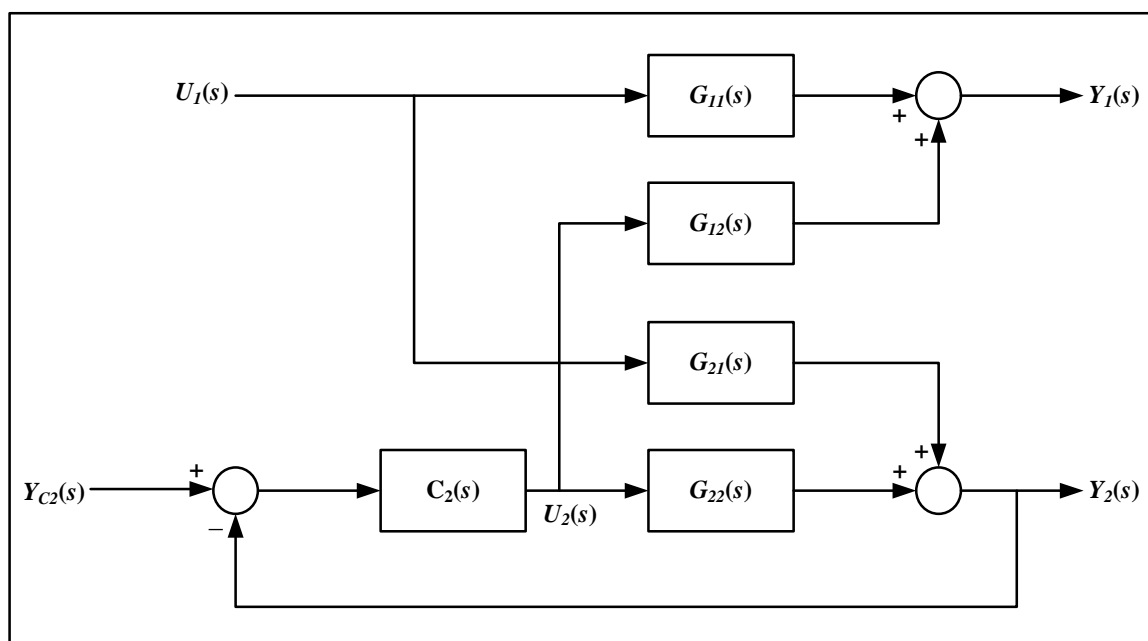 U1(s)
G11(s)
Y1(s)
+
+
G12(s)
G21(s)
YC2(s)
+
−
C2(s)
U2(s)
G22(s)
+
+
Y2(s)